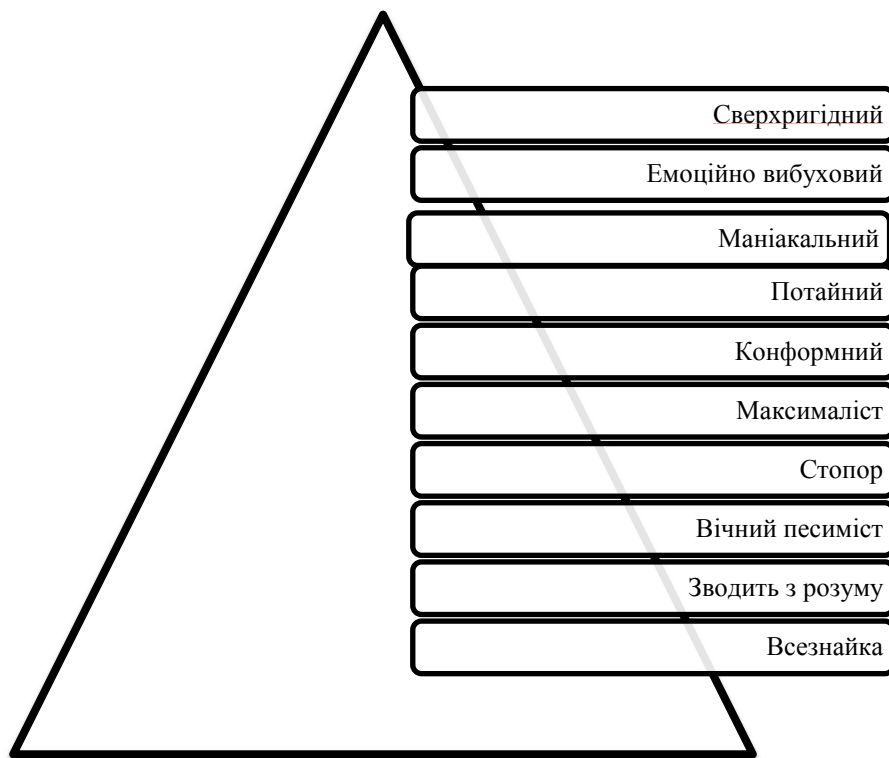 Сверхригідний
Емоційно вибуховий
Маніакальний
Потайний
Конформний
Максималіст
Стопор
Вічний песиміст
Зводить з розуму
Всезнайка